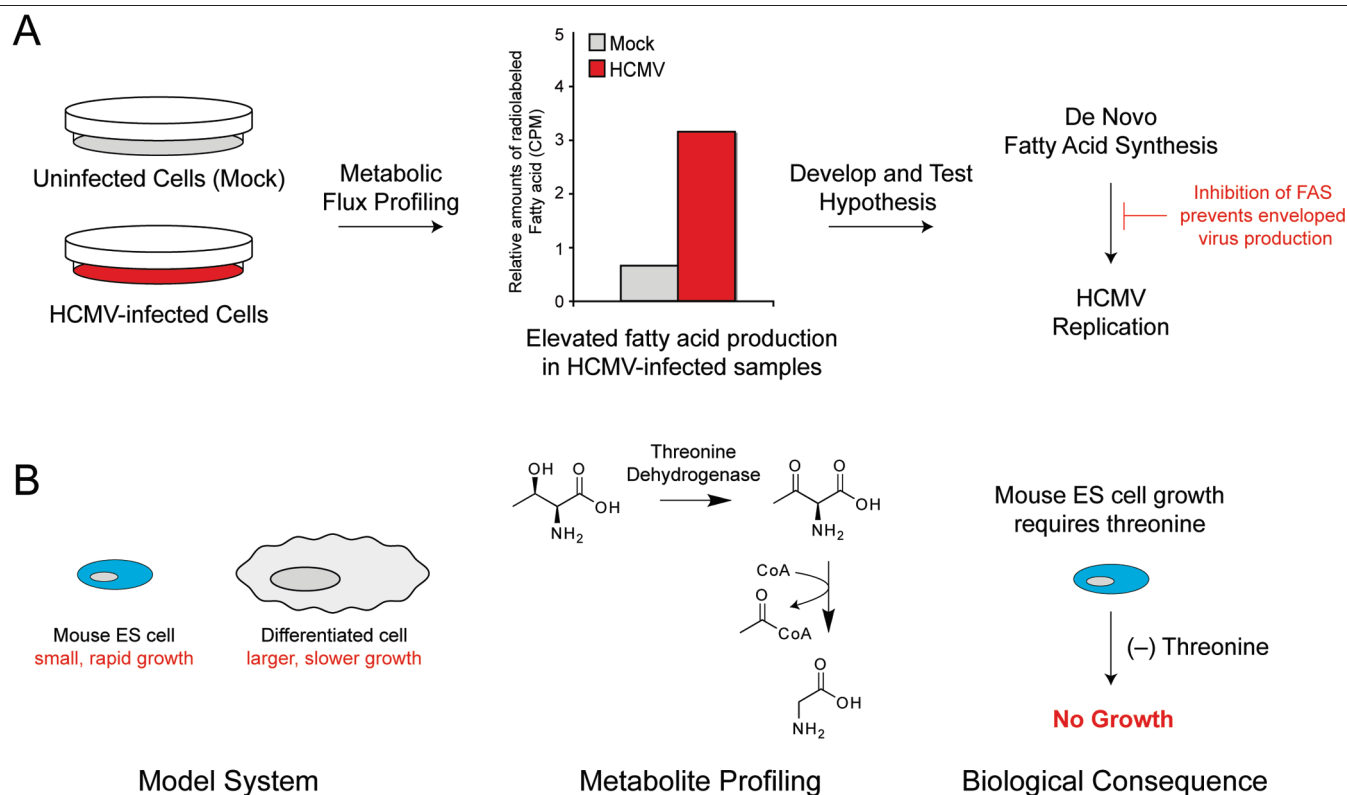 A
Uninfected Cells (Mock)
HCMV-infected Cells
Metabolic
Flux Profiling
Relative amounts of radiolabeled
Fatty acid (CPM)
5
4
3
2
1
0
Mock
HCMV
Elevated fatty acid production
in HCMV-infected samples
Develop and Test
Hypothesis
De Novo
Fatty Acid Synthesis
Inhibition of FAS
prevents enveloped
virus production
HCMV
Replication
B
Mouse ES cell
small, rapid growth
Differentiated cell
larger, slower growth
OH
O
OH
NH2
Threonine
Dehydrogenase
O
O
OH
NH2
CoA
O
CoA
O
OH
NH2
Mouse ES cell growth
requires threonine
(–) Threonine
No Growth
Model System
Metabolite Profiling
Biological Consequence